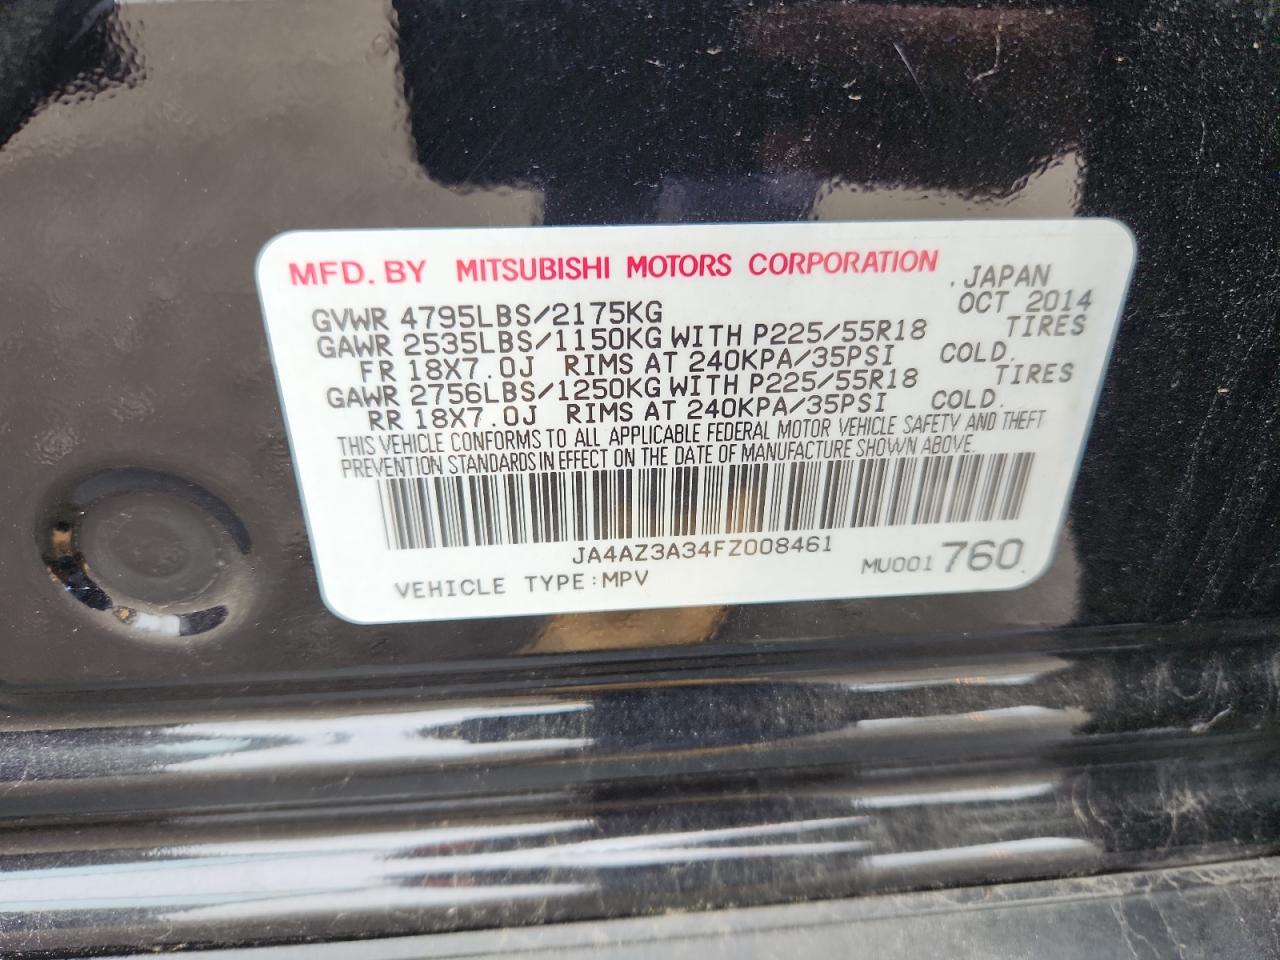 MFD. BY MITSUBISHI MOTORS CORPORATION
JAPAN
OCT 2014
GVWR 4795LBS/2175KG
GAWR 2535LBS/1150KG WITH P225/55R18 TIRES
FR 18X7.0J RIMS AT 240KPA/35PSI COLD.
GAWR 2756LBS/1250KG WITH P225/55R18 TIRES
RR 18X7.0J RIMS AT 240KPA/35PSI COLD.
THIS VEHICLE CONFORMS TO ALL APPLICABLE FEDERAL MOTOR VEHICLE SAFETY AND THEFT
PREVENTION STANDARDS IN EFFECT ON THE DATE OF MANUFACTURE SHOWN ABOVE.
JA4AZ3A34FZ008461
VEHICLE TYPE:MPV
MU001 760